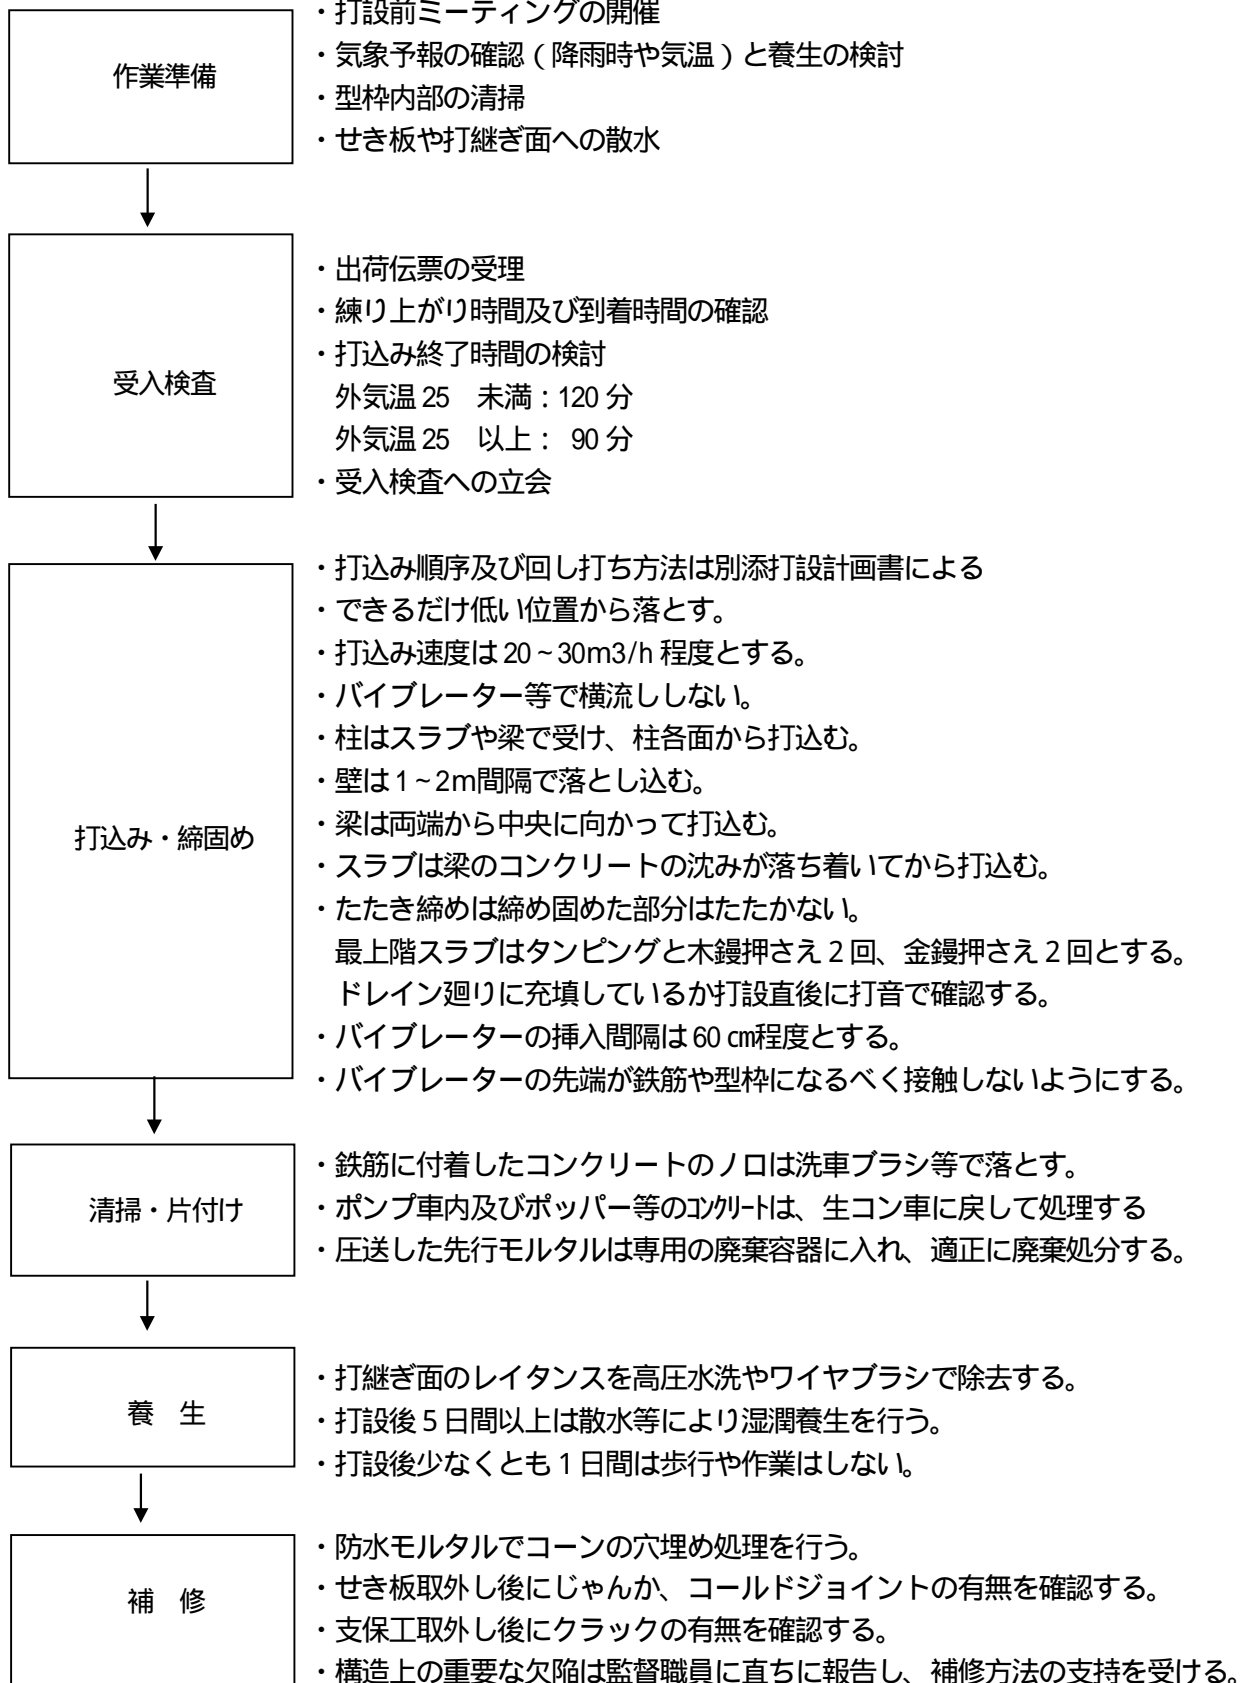 ・打設前ミーティングの開催
作業準備
・気象予報の確認（降雨時や気温）と養生の検討
・型枠内部の清掃
・せき板や打継ぎ面への散水
受入検査
・出荷伝票の受理
・練り上がり時間及び到着時間の確認
・打込み終了時間の検討
外気温 25　未満：120 分
外気温 25　以上： 90 分
・受入検査への立会
打込み・締固め
・打込み順序及び回し打ち方法は別添打設計画書による
・できるだけ低い位置から落とす。
・打込み速度は 20～30m3/h 程度とする。
・バイブレーター等で横流ししない。
・柱はスラブや梁で受け、柱各面から打込む。
・壁は 1～2m間隔で落とし込む。
・梁は両端から中央に向かって打込む。
・スラブは梁のコンクリートの沈みが落ち着いてから打込む。
・たたき締めは締め固めた部分はたたかない。
最上階スラブはタンピングと木鏝押さえ 2 回、金鏝押さえ 2 回とする。
ドレイン廻りに充填しているか打設直後に打音で確認する。
・バイブレーターの挿入間隔は 60 ㎝程度とする。
・バイブレーターの先端が鉄筋や型枠になるべく接触しないようにする。
清掃・片付け
・鉄筋に付着したコンクリートのノロは洗車ブラシ等で落とす。
・ポンプ車内及びポッパー等のｺﾝｸﾘｰﾄは、生コン車に戻して処理する
・圧送した先行モルタルは専用の廃棄容器に入れ、適正に廃棄処分する。
養　生
・打継ぎ面のレイタンスを高圧水洗やワイヤブラシで除去する。
・打設後 5 日間以上は散水等により湿潤養生を行う。
・打設後少なくとも 1 日間は歩行や作業はしない。
補　修
・防水モルタルでコーンの穴埋め処理を行う。
・せき板取外し後にじゃんか、コールドジョイントの有無を確認する。
・支保工取外し後にクラックの有無を確認する。
・構造上の重要な欠陥は監督職員に直ちに報告し、補修方法の支持を受ける。